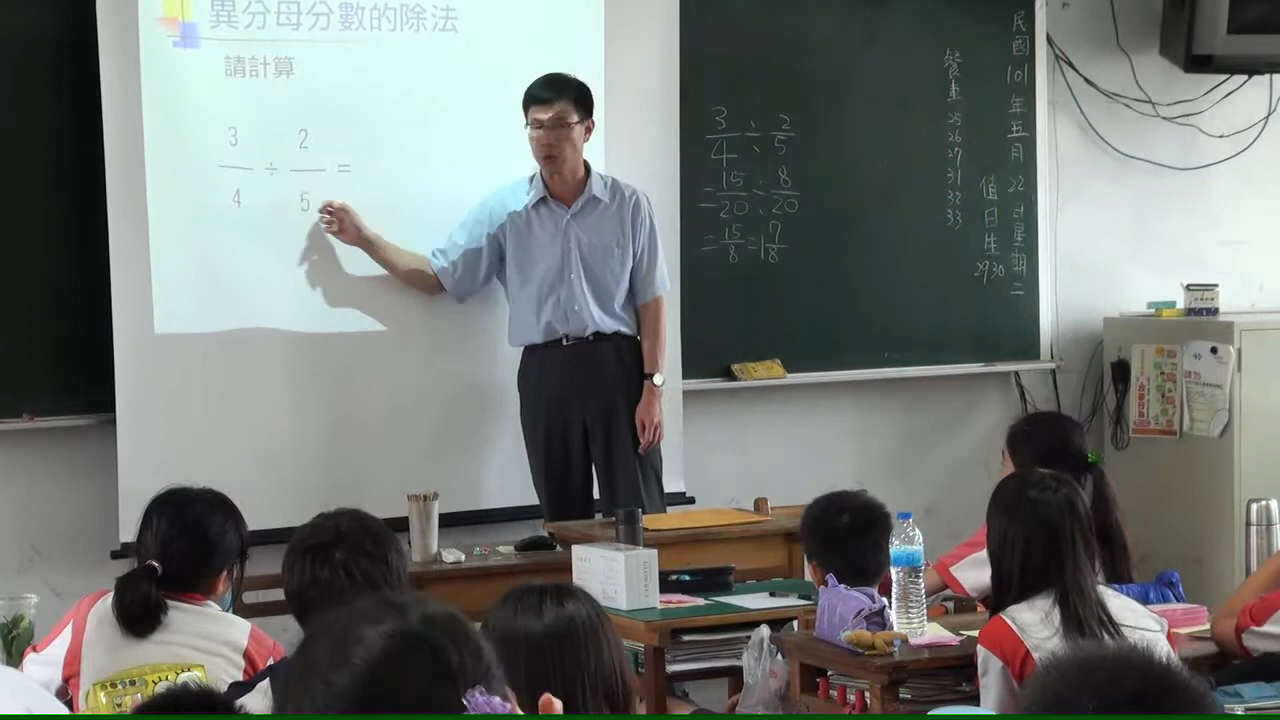 異分母分數的除法
請計算
3/4 ÷ 2/5 =
3/4 ÷ 2/5
= 15/20 ÷ 8/20
= 15/8 = 1 7/8
民國101年五月22日星期二
值日生 29 30
餐車 25 26 27 31 32 33
請勿